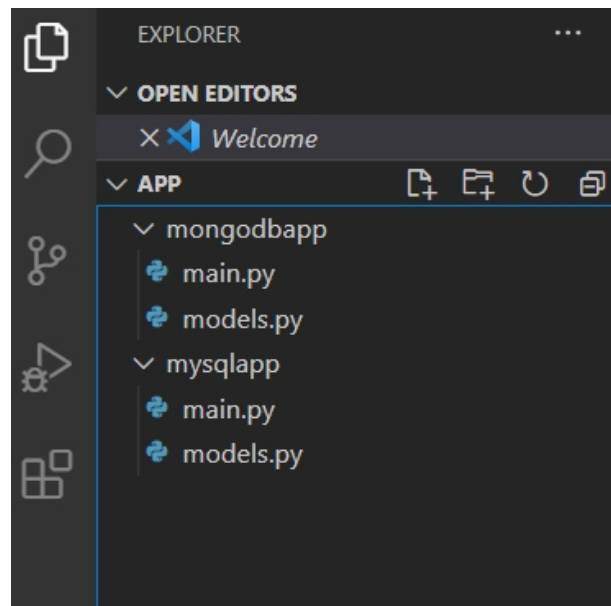 EXPLORER ...
OPEN EDITORS
Welcome
APP
mongodbapp
main.py
models.py
mysqlapp
main.py
models.py